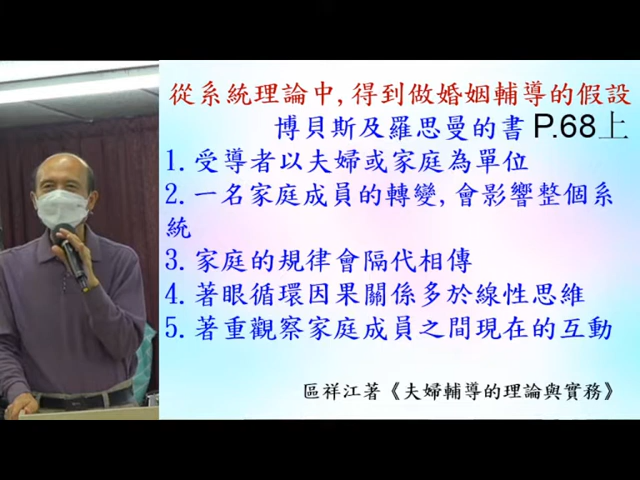 從系統理論中,得到做婚姻輔導的假設
博貝斯及羅思曼的書 P.68上
1. 受導者以夫婦或家庭為單位
2. 一名家庭成員的轉變, 會影響整個系
統
3. 家庭的規律會隔代相傳
4. 著眼循環因果關係多於線性思維
5. 著重觀察家庭成員之間現在的互動
區祥江著《夫婦輔導的理論與實務》